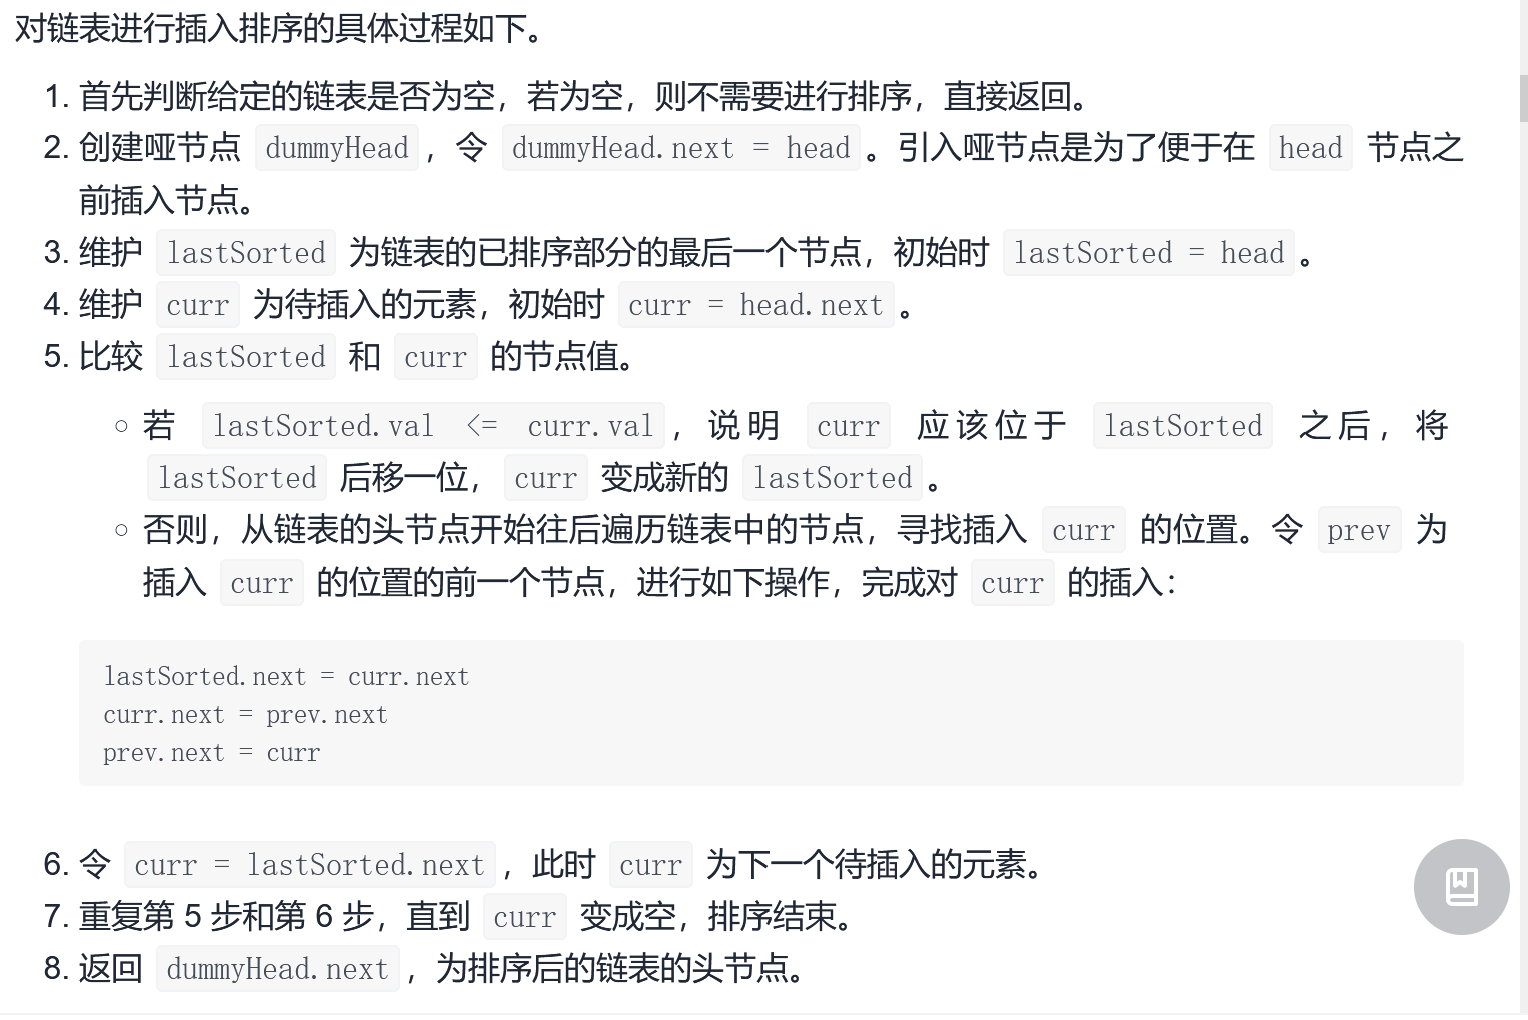 对链表进行插入排序的具体过程如下。
1. 首先判断给定的链表是否为空，若为空，则不需要进行排序，直接返回。
2. 创建哑节点 dummyHead，令 dummyHead.next = head。引入哑节点是为了便于在 head 节点之
前插入节点。
3. 维护 lastSorted 为链表的已排序部分的最后一个节点，初始时 lastSorted = head。
4. 维护 curr 为待插入的元素，初始时 curr = head.next。
5. 比较 lastSorted 和 curr 的节点值。
○ 若 lastSorted.val <= curr.val，说明 curr 应该位于 lastSorted 之后，将
lastSorted 后移一位，curr 变成新的 lastSorted。
○ 否则，从链表的头节点开始往后遍历链表中的节点，寻找插入 curr 的位置。令 prev 为
插入 curr 的位置的前一个节点，进行如下操作，完成对 curr 的插入：
lastSorted.next = curr.next
curr.next = prev.next
prev.next = curr
6. 令 curr = lastSorted.next，此时 curr 为下一个待插入的元素。
7. 重复第 5 步和第 6 步，直到 curr 变成空，排序结束。
8. 返回 dummyHead.next，为排序后的链表的头节点。